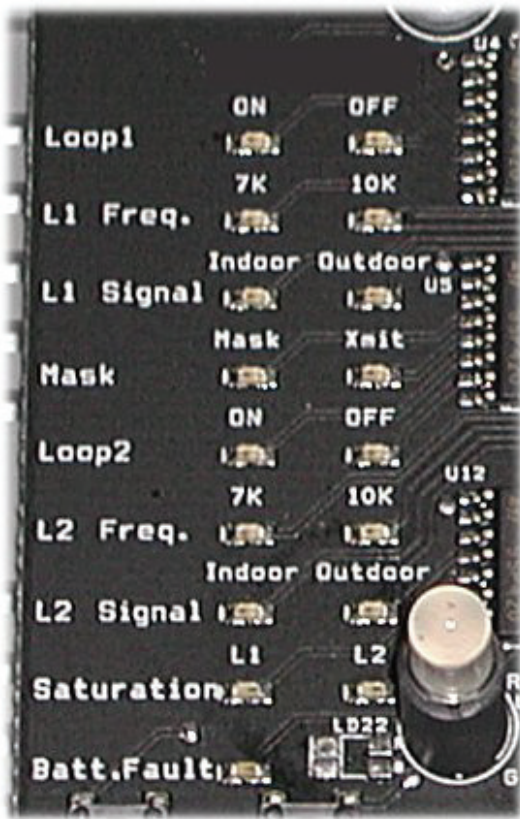 U4
ON OFF
Loop1
7K 10K
L1 Freq.
Indoor Outdoor
U5
L1 Signal
Mask Xmit
Mask
ON OFF
Loop2
U12
7K 10K
L2 Freq.
Indoor Outdoor
L2 Signal
L1 L2
Saturation
R
LD22
Batt.Fault
G